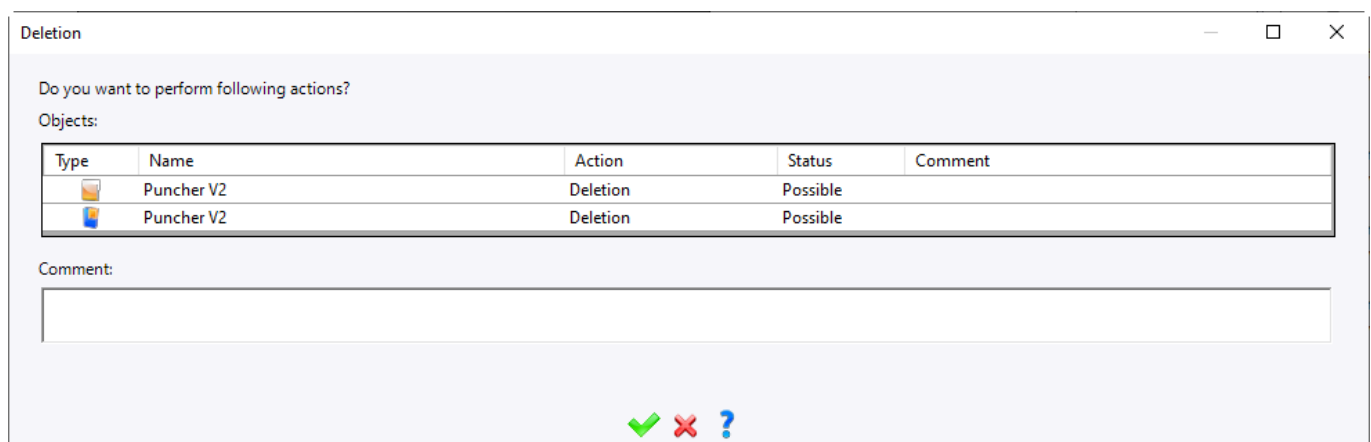 Deletion
Do you want to perform following actions?
Objects:
Type Name Action Status Comment
Puncher V2 Deletion Possible
Puncher V2 Deletion Possible
Comment: